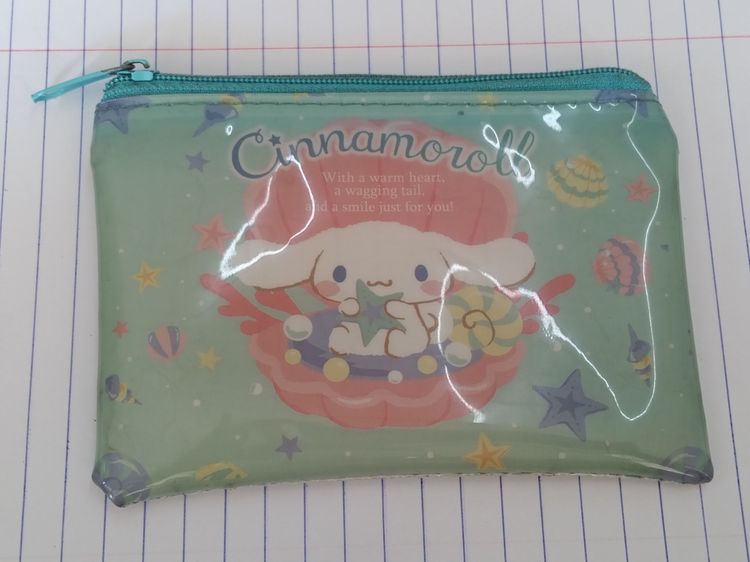 Cinnamoroll
With a warm heart,
a wagging tail,
and a smile just for you!